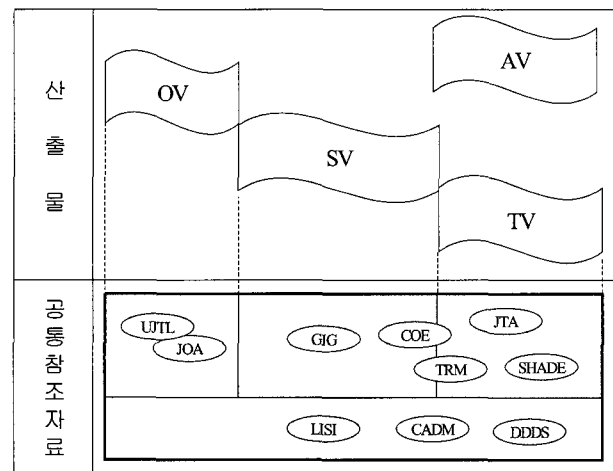 산출물
AV
OV
SV
TV
공통참조자료
UJTL
JOA
GIG
COE
JTA
TRM
SHADE
LISI
CADM
DDDS